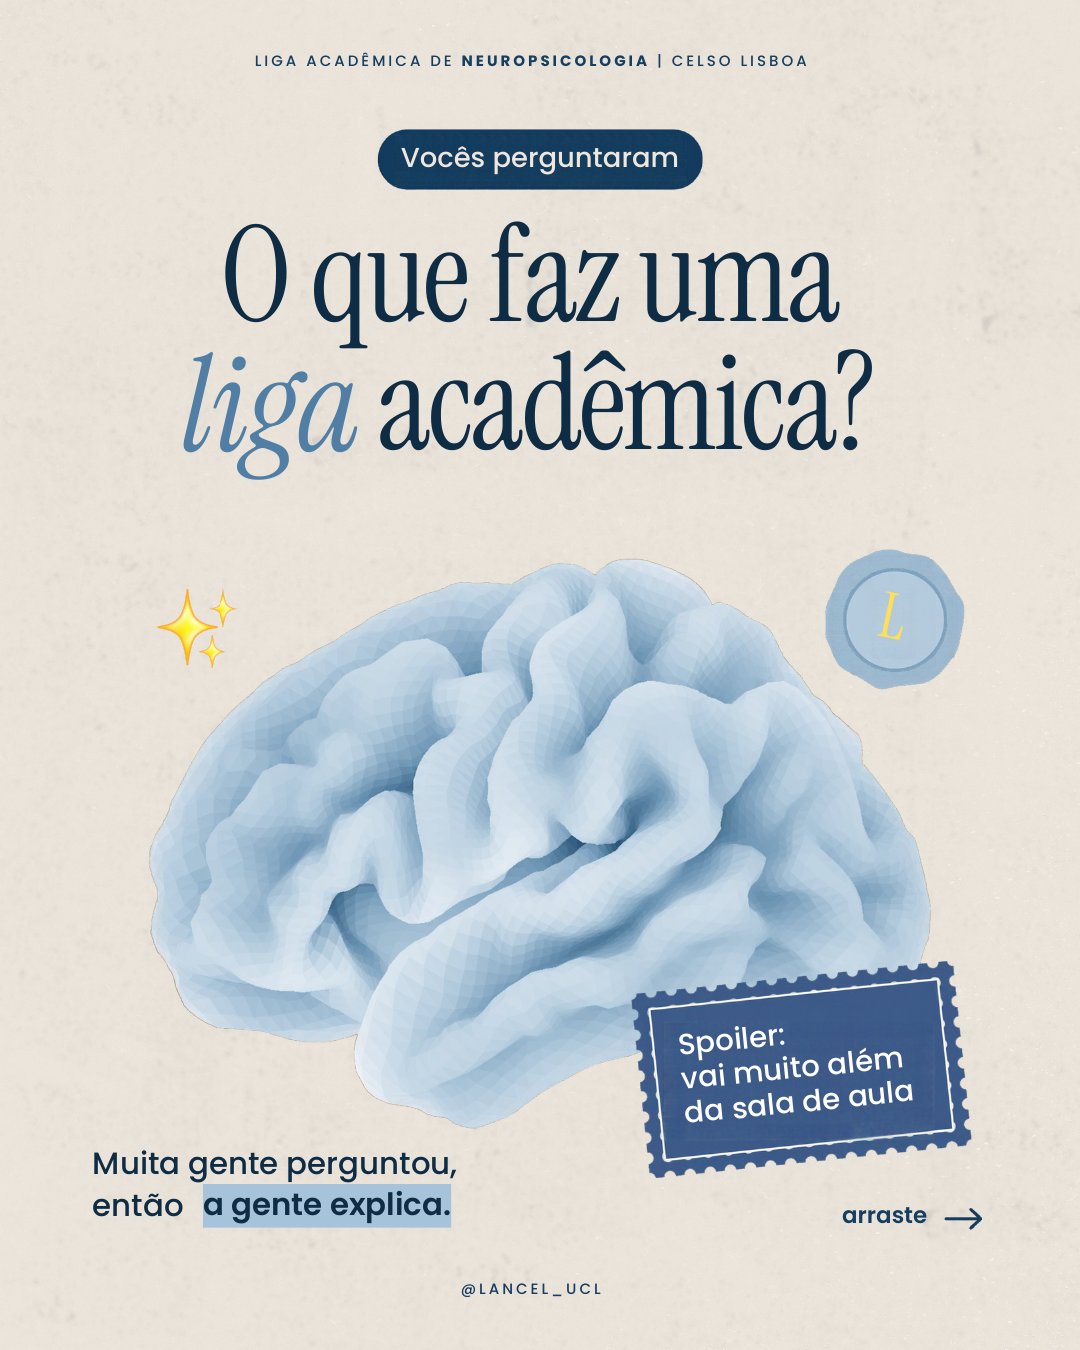 LIGA ACADÊMICA DE NEUROPSICOLOGIA | CELSO LISBOA
Vocês perguntaram
O que faz uma
liga acadêmica?
L
Spoiler:
vai muito além
da sala de aula
Muita gente perguntou,
então a gente explica.
arraste
@LANCEL_UCL